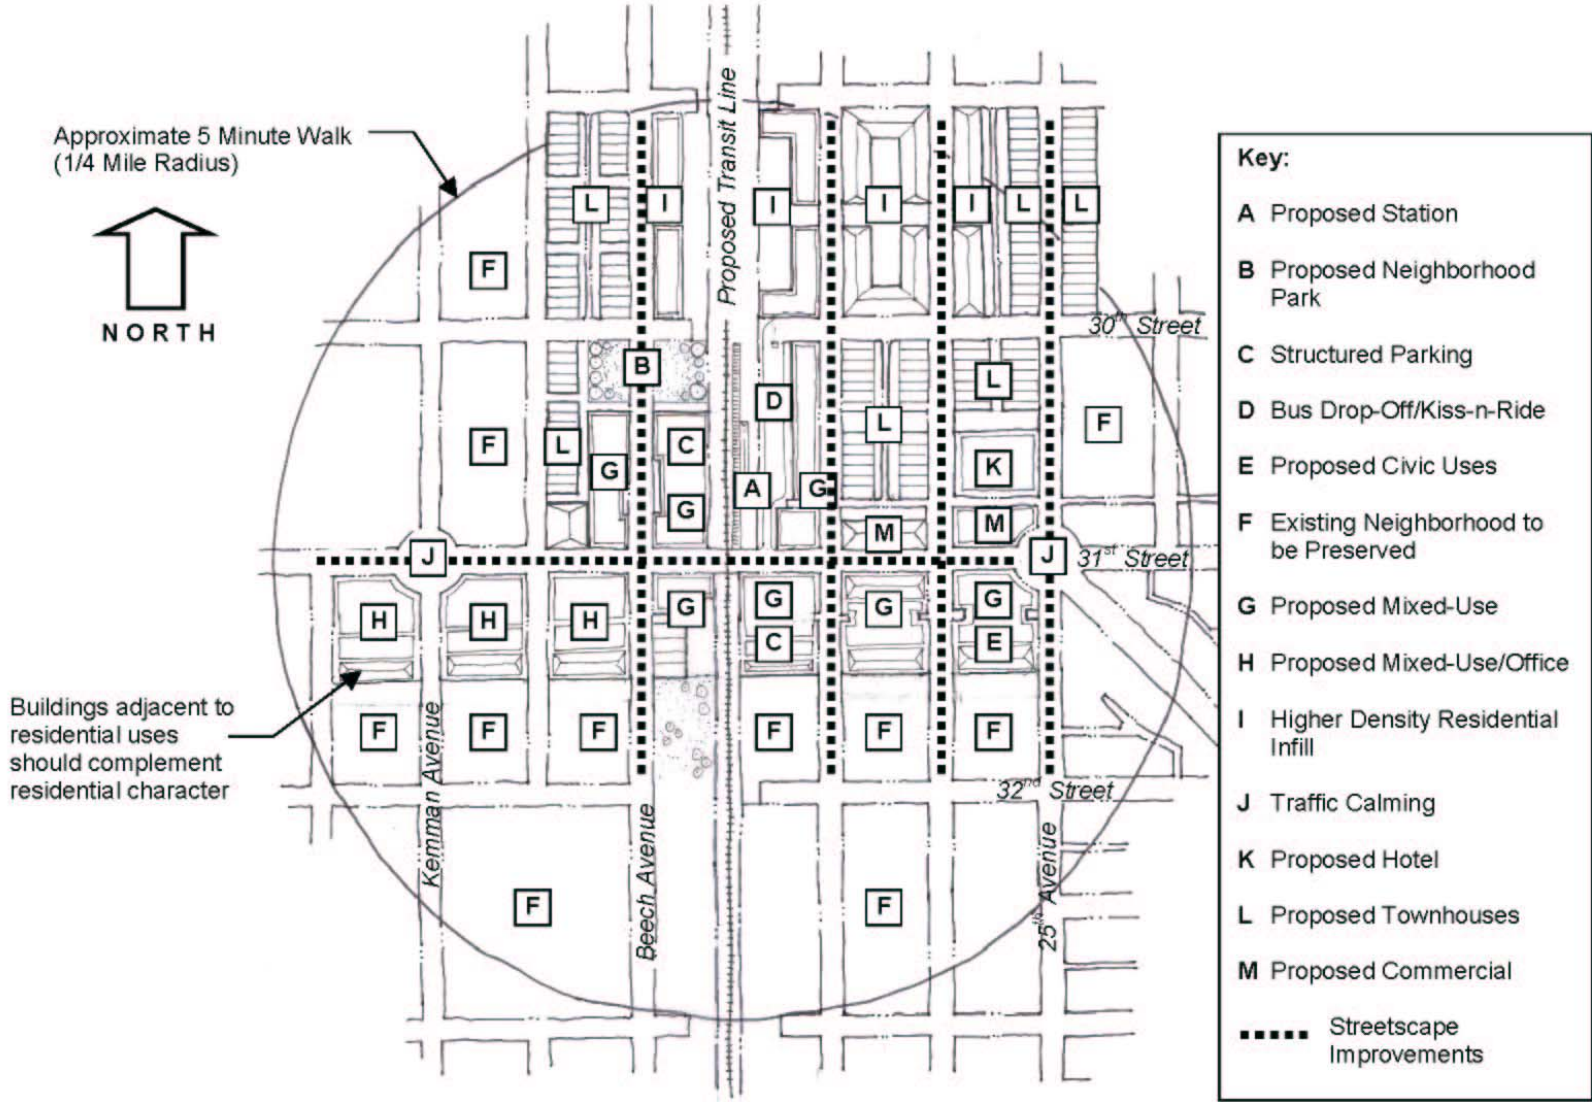 Approximate 5 Minute Walk
(1/4 Mile Radius)
NORTH
Proposed Transit Line
L I I I I L L
F
30th Street
B
L
D
F L C L F
G K
A G
G M M
J J
31st Street
H H H G G G G
C E
Buildings adjacent to
residential uses
should complement
residential character
F F F F F F
32nd Street
Kemman Avenue
Beech Avenue
25th Avenue
F F
Key:
A Proposed Station
B Proposed Neighborhood
Park
C Structured Parking
D Bus Drop-Off/Kiss-n-Ride
E Proposed Civic Uses
F Existing Neighborhood to
be Preserved
G Proposed Mixed-Use
H Proposed Mixed-Use/Office
I Higher Density Residential
Infill
J Traffic Calming
K Proposed Hotel
L Proposed Townhouses
M Proposed Commercial
Streetscape
Improvements